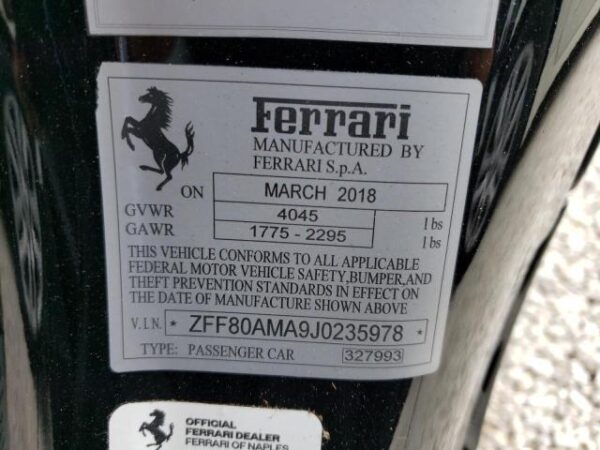 Ferrari
MANUFACTURED BY
FERRARI S.p.A.
ON MARCH 2018
GVWR 4045 lbs
GAWR 1775 - 2295 lbs
THIS VEHICLE CONFORMS TO ALL APPLICABLE
FEDERAL MOTOR VEHICLE SAFETY,BUMPER,AND
THEFT PREVENTION STANDARDS IN EFFECT ON
THE DATE OF MANUFACTURE SHOWN ABOVE
V.I.N. * ZFF80AMA9J0235978 *
TYPE: PASSENGER CAR 327993
OFFICIAL
FERRARI DEALER
FERRARI OF NAPLES